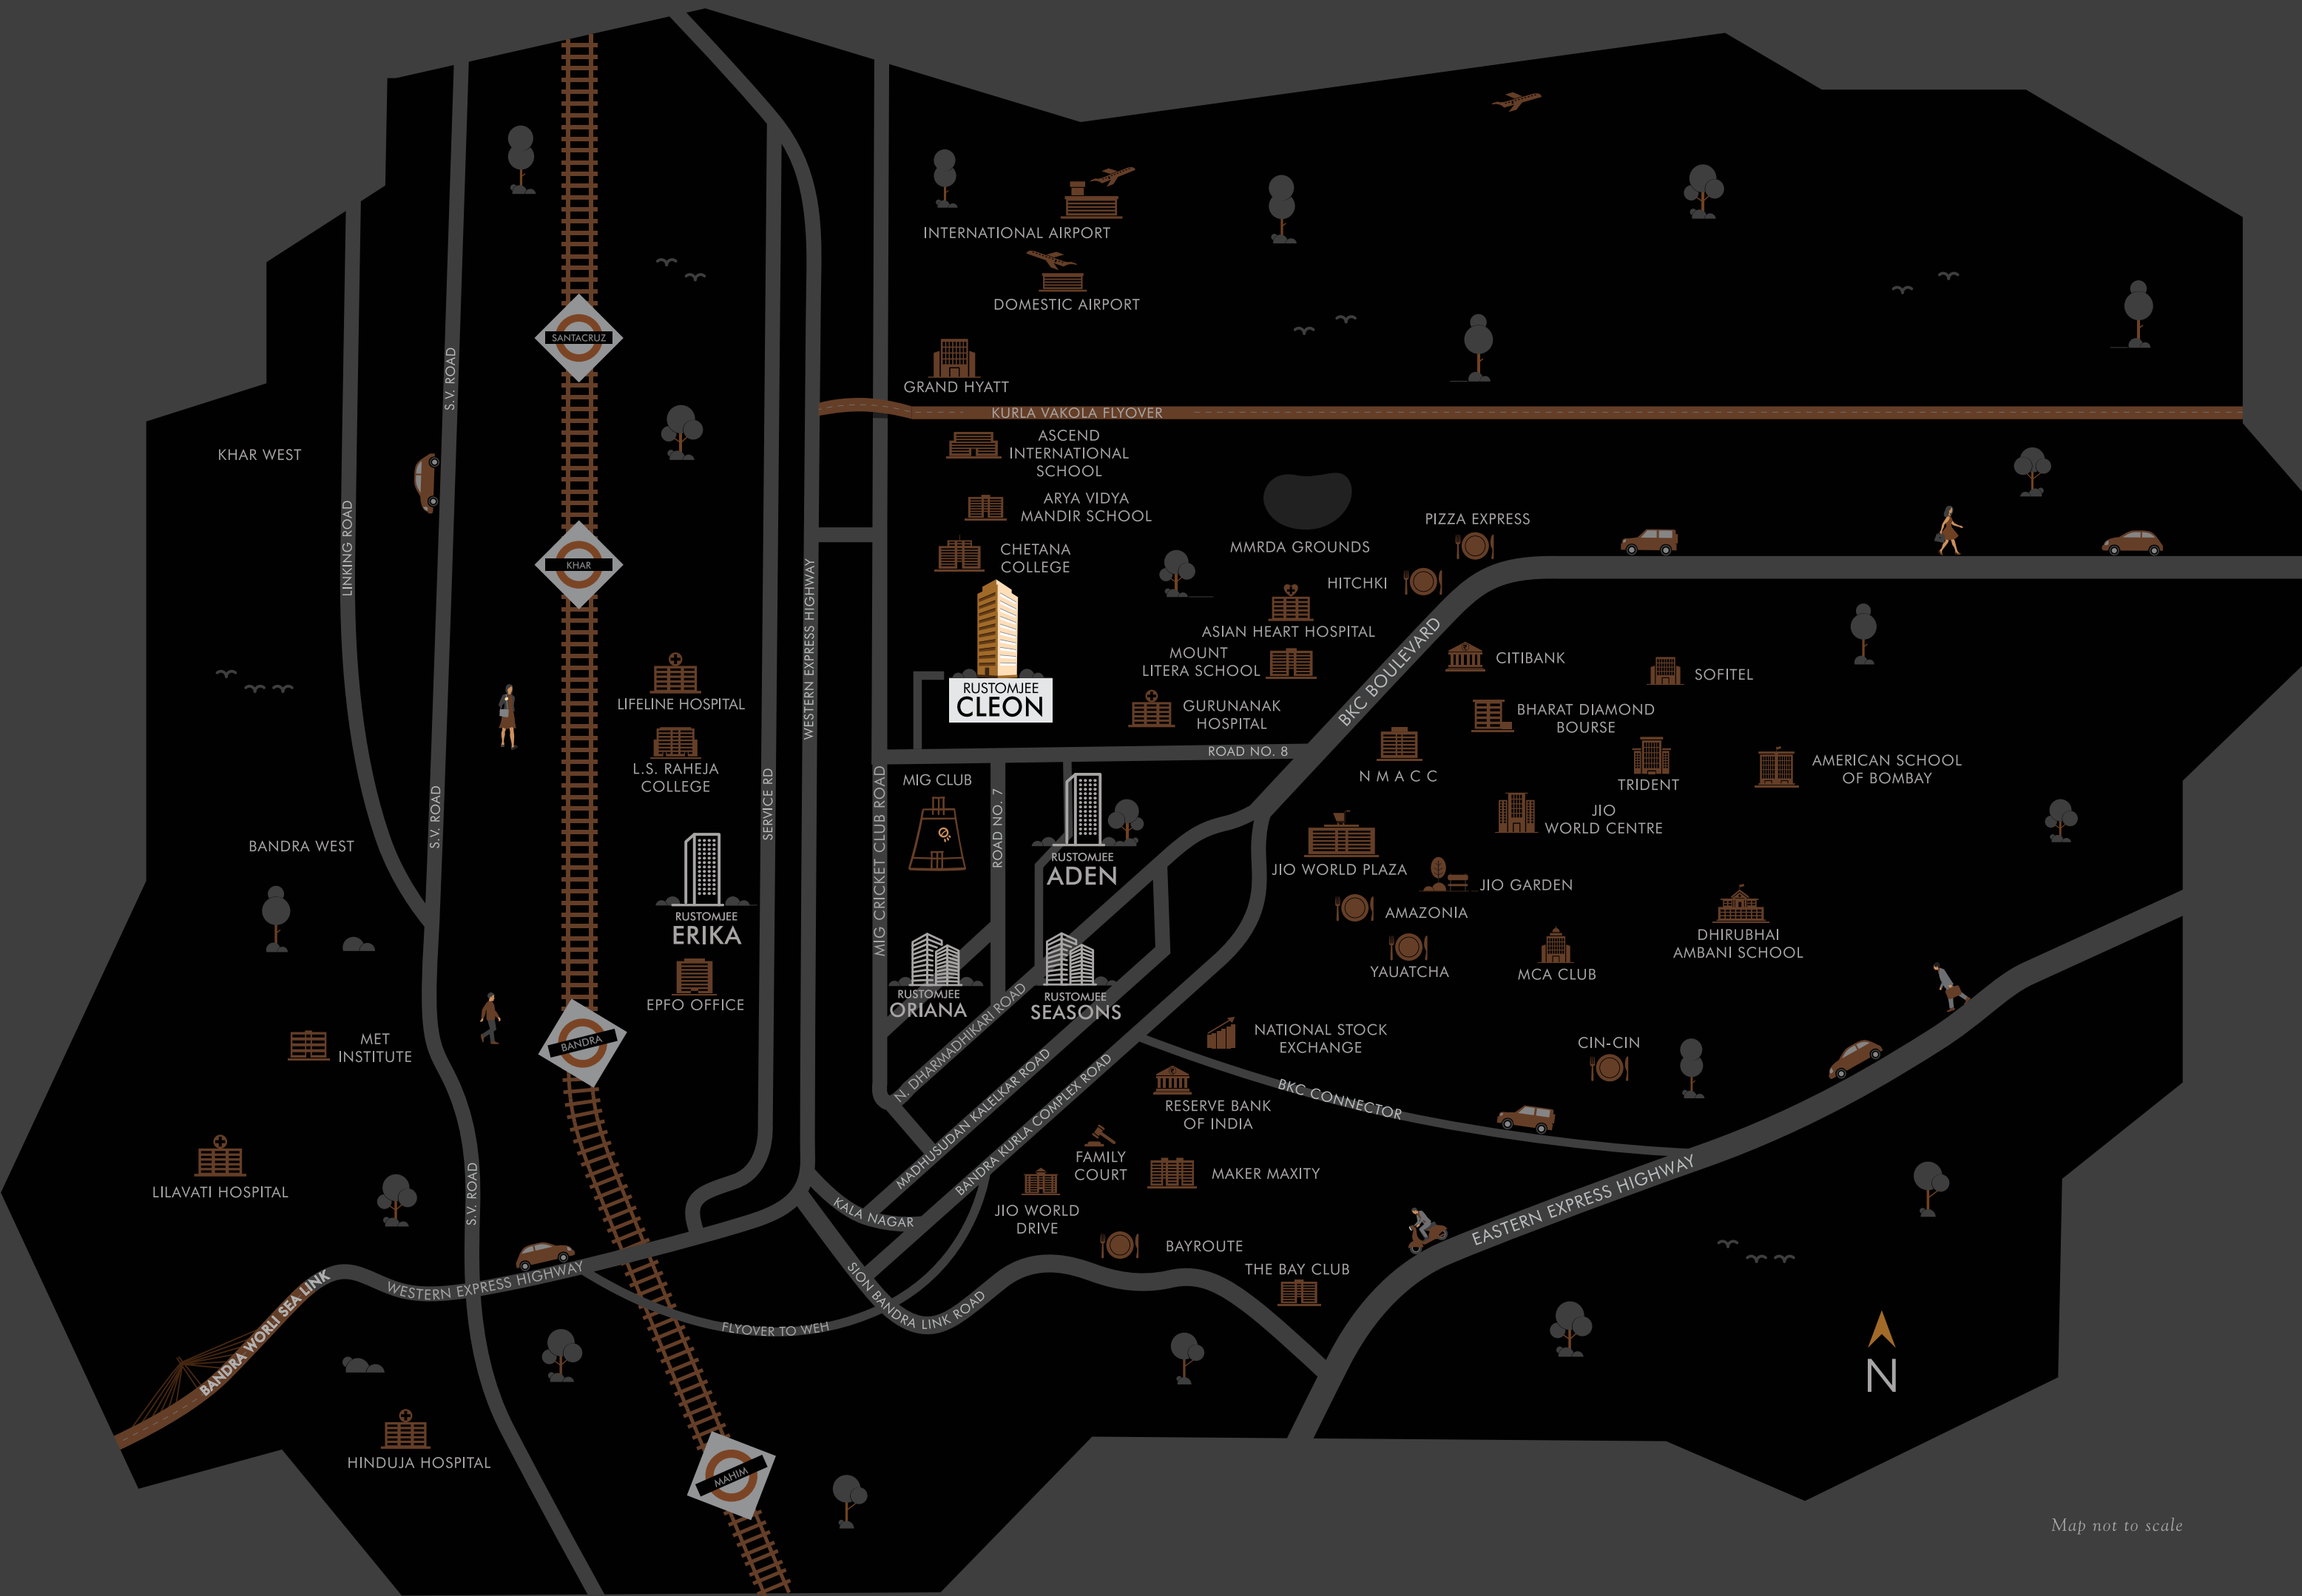 INTERNATIONAL AIRPORT
DOMESTIC AIRPORT
SANTACRUZ
S.V. ROAD
GRAND HYATT
KURLA VAKOLA FLYOVER
KHAR WEST
ASCEND
INTERNATIONAL
SCHOOL
ARYA VIDYA
MANDIR SCHOOL
PIZZA EXPRESS
LINKING ROAD
KHAR
CHETANA
COLLEGE
MMRDA GROUNDS
HITCHKI
WESTERN EXPRESS HIGHWAY
ASIAN HEART HOSPITAL
MOUNT
LITERA SCHOOL
BKC BOULEVARD
CITIBANK
SOFITEL
RUSTOMJEE
CLEON
LIFELINE HOSPITAL
GURUNANAK
HOSPITAL
BHARAT DIAMOND
BOURSE
ROAD NO. 8
L.S. RAHEJA
COLLEGE
MIG CLUB
NMACC
TRIDENT
AMERICAN SCHOOL
OF BOMBAY
S.V. ROAD
SERVICE RD
MIG CRICKET CLUB ROAD
ROAD NO. 7
JIO
WORLD CENTRE
BANDRA WEST
RUSTOMJEE
ADEN
JIO WORLD PLAZA
JIO GARDEN
RUSTOMJEE
ERIKA
AMAZONIA
DHIRUBHAI
AMBANI SCHOOL
YAUATCHA
MCA CLUB
EPFO OFFICE
RUSTOMJEE
ORIANA
RUSTOMJEE
SEASONS
N. DHARMADHIKARI ROAD
BANDRA
MET
INSTITUTE
NATIONAL STOCK
EXCHANGE
CIN-CIN
MADHUSUDAN KALELKAR ROAD
BANDRA KURLA COMPLEX ROAD
BKC CONNECTOR
RESERVE BANK
OF INDIA
FAMILY
COURT
MAKER MAXITY
LILAVATI HOSPITAL
S.V. ROAD
KALA NAGAR
JIO WORLD
DRIVE
EASTERN EXPRESS HIGHWAY
BAYROUTE
THE BAY CLUB
WESTERN EXPRESS HIGHWAY
BANDRA WORLI SEA LINK
FLYOVER TO WEH
SION BANDRA LINK ROAD
N
HINDUJA HOSPITAL
MAHIM
Map not to scale